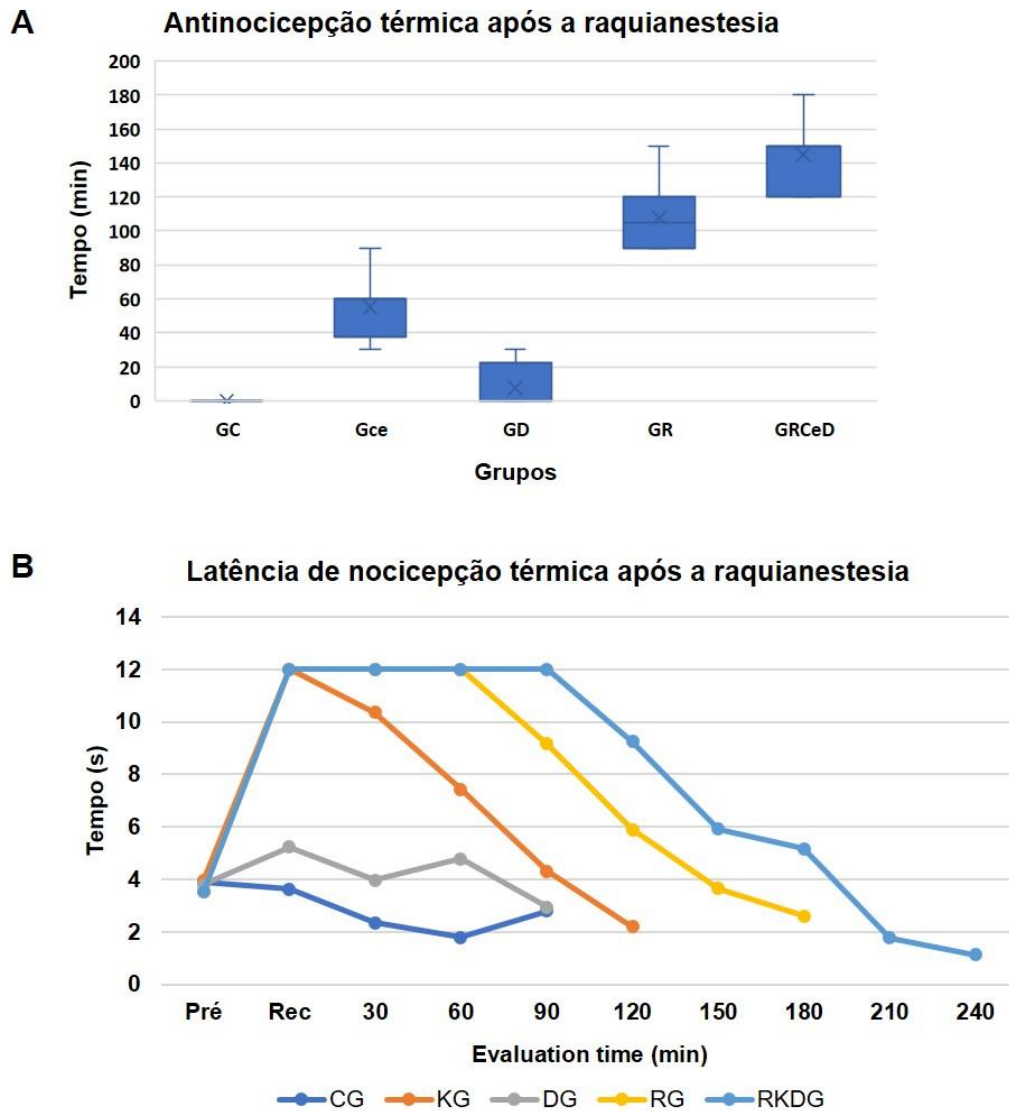 A
Antinocicepção térmica após a raquianestesia
200
180
160
140
120
100
80
60
40
20
0
Tempo (min)
GC Gce GD GR GRCeD
Grupos
B
Latência de nocicepção térmica após a raquianestesia
14
12
10
8
6
4
2
0
Tempo (s)
Pré Rec 30 60 90 120 150 180 210 240
Evaluation time (min)
CG KG DG RG RKDG